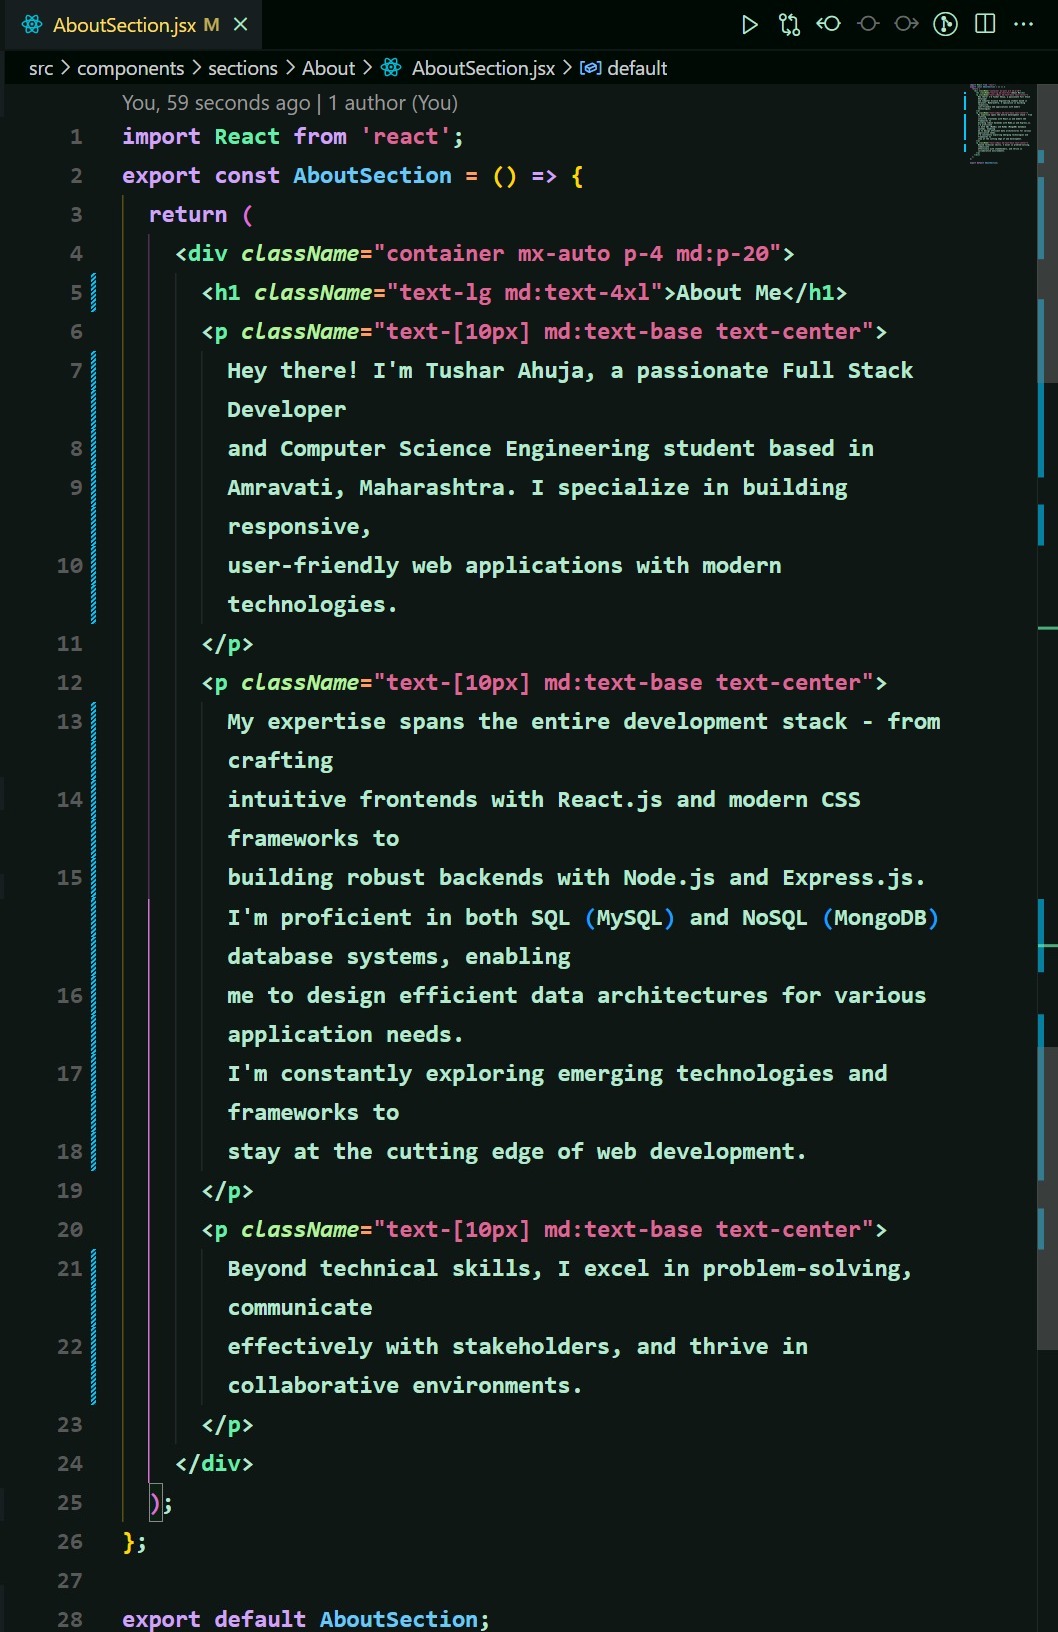 AboutSection.jsx M
src > components > sections > About > AboutSection.jsx > default
You, 59 seconds ago | 1 author (You)
1 import React from 'react';
2 export const AboutSection = () => {
3 return (
4 <div className="container mx-auto p-4 md:p-20">
5 <h1 className="text-lg md:text-4xl">About Me</h1>
6 <p className="text-[10px] md:text-base text-center">
7 Hey there! I'm Tushar Ahuja, a passionate Full Stack
Developer
8 and Computer Science Engineering student based in
9 Amravati, Maharashtra. I specialize in building
responsive,
10 user-friendly web applications with modern
technologies.
11 </p>
12 <p className="text-[10px] md:text-base text-center">
13 My expertise spans the entire development stack - from
crafting
14 intuitive frontends with React.js and modern CSS
frameworks to
15 building robust backends with Node.js and Express.js.
I'm proficient in both SQL (MySQL) and NoSQL (MongoDB)
database systems, enabling
16 me to design efficient data architectures for various
application needs.
17 I'm constantly exploring emerging technologies and
frameworks to
18 stay at the cutting edge of web development.
19 </p>
20 <p className="text-[10px] md:text-base text-center">
21 Beyond technical skills, I excel in problem-solving,
communicate
22 effectively with stakeholders, and thrive in
collaborative environments.
23 </p>
24 </div>
25 );
26 };
27
28 export default AboutSection;